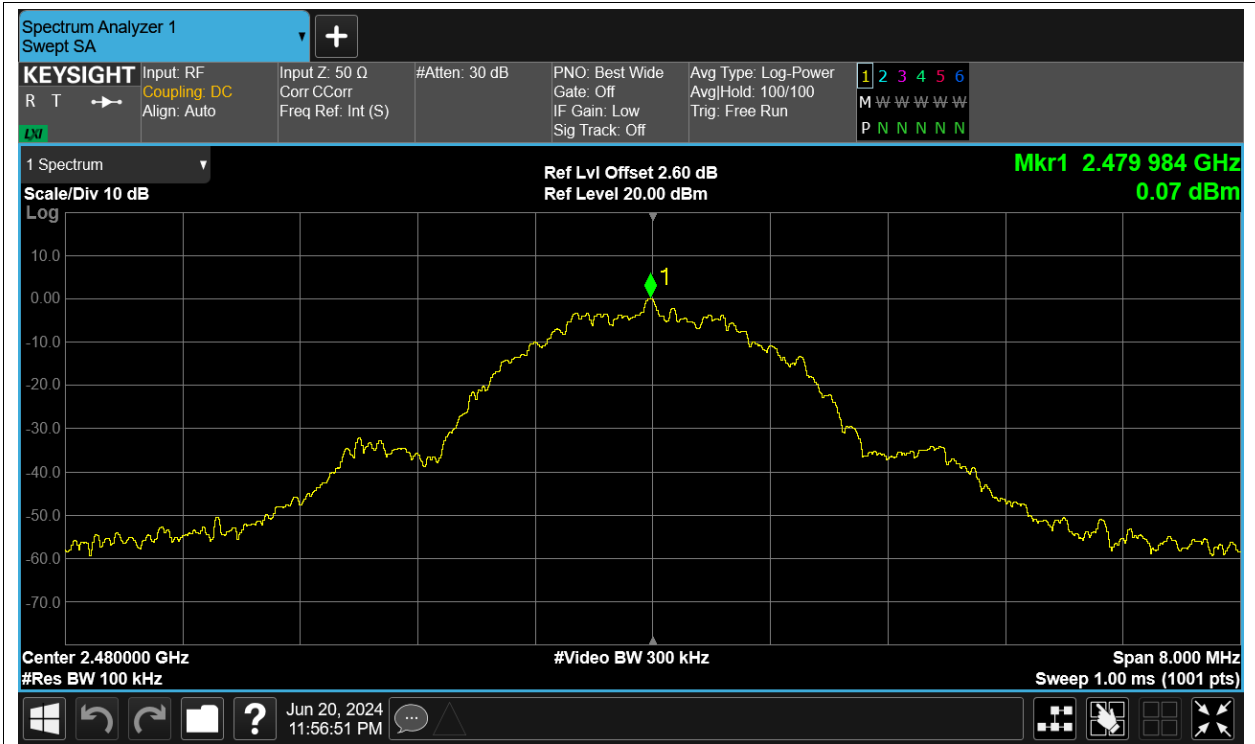 Spectrum Analyzer 1
Swept SA
KEYSIGHT
R T
LXI
Input: RF
Coupling: DC
Align: Auto
Input Z: 50 Ω
Corr CCorr
Freq Ref: Int (S)
#Atten: 30 dB
PNO: Best Wide
Gate: Off
IF Gain: Low
Sig Track: Off
Avg Type: Log-Power
Avg|Hold: 100/100
Trig: Free Run
1 2 3 4 5 6
M W W W W W
P N N N N N
1 Spectrum
Scale/Div 10 dB
Log
Ref Lvl Offset 2.60 dB
Ref Level 20.00 dBm
Mkr1 2.479 984 GHz
0.07 dBm
1
10.0
0.00
-10.0
-20.0
-30.0
-40.0
-50.0
-60.0
-70.0
Center 2.480000 GHz
#Video BW 300 kHz
Span 8.000 MHz
#Res BW 100 kHz
Sweep 1.00 ms (1001 pts)
?
Jun 20, 2024
11:56:51 PM